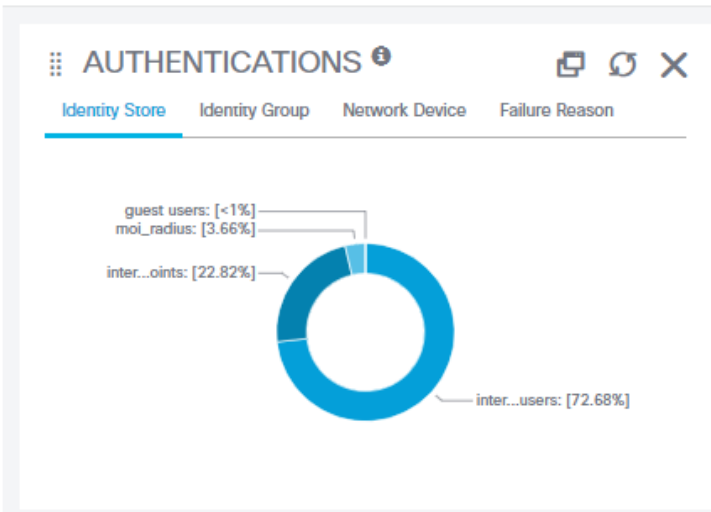 AUTHENTICATIONS
Identity Store Identity Group Network Device Failure Reason
guest users: [<1%]
moi_radius: [3.66%]
inter...oints: [22.82%]
inter...users: [72.68%]